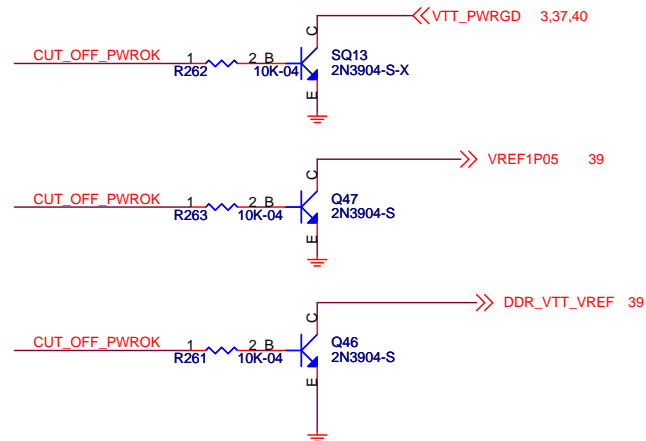 C
VTT_PWRGD 3,37,40
CUT_OFF_PWROK 1 2 B SQ13
R262 10K-04 2N3904-S-X
E
C
VREF1P05 39
CUT_OFF_PWROK 1 2 B Q47
R263 10K-04 2N3904-S
E
C
DDR_VTT_VREF 39
CUT_OFF_PWROK 1 2 B Q46
R261 10K-04 2N3904-S
E